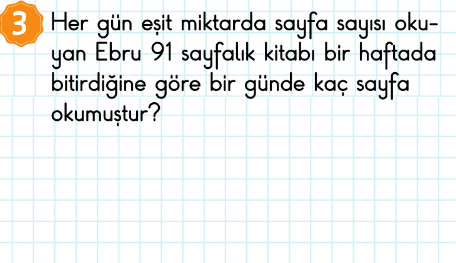 3 Her gün eşit miktarda sayfa sayısı oku-
yan Ebru 91 sayfalık kitabı bir haftada
bitirdiğine göre bir günde kaç sayfa
okumuştur?